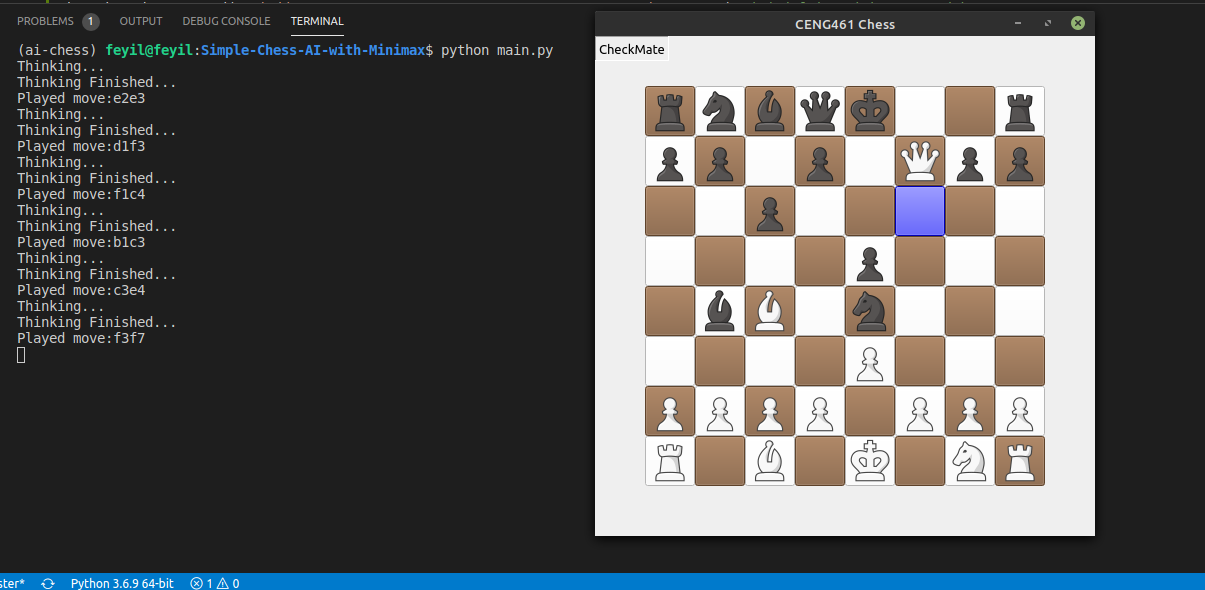 PROBLEMS 1 OUTPUT DEBUG CONSOLE TERMINAL
(ai-chess) feyil@feyil:Simple-Chess-AI-with-Minimax$ python main.py
Thinking...
Thinking Finished...
Played move:e2e3
Thinking...
Thinking Finished...
Played move:d1f3
Thinking...
Thinking Finished...
Played move:f1c4
Thinking...
Thinking Finished...
Played move:b1c3
Thinking...
Thinking Finished...
Played move:c3e4
Thinking...
Thinking Finished...
Played move:f3f7
CENG461 Chess
CheckMate
ster* Python 3.6.9 64-bit 1 0